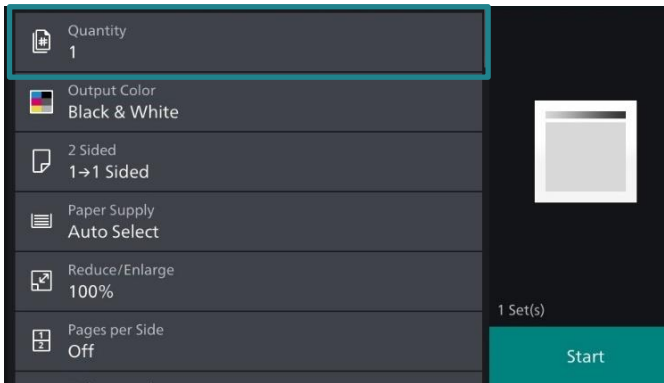 Quantity
1
Output Color
Black & White
2 Sided
1→1 Sided
Paper Supply
Auto Select
Reduce/Enlarge
100%
Pages per Side
Off
1 Set(s)
Start